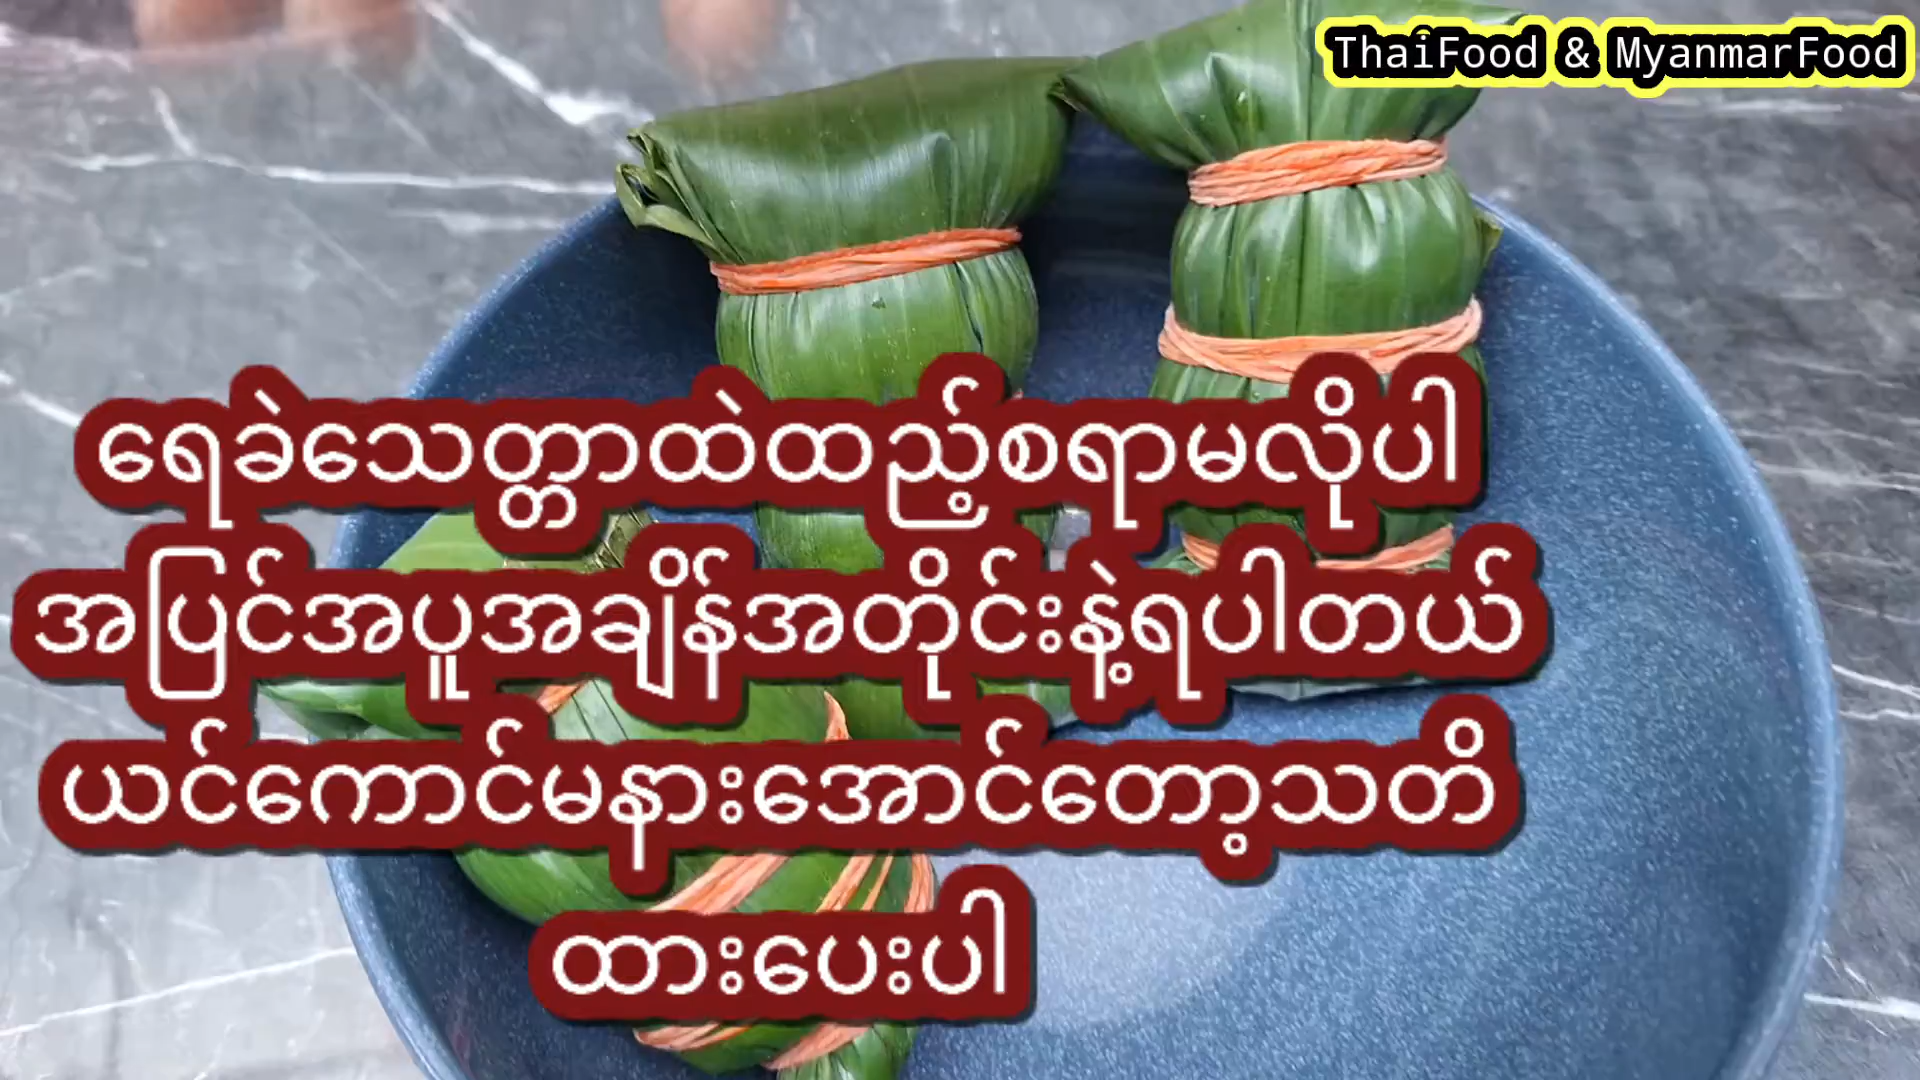 ThaiFood & MyanmarFood
ရေခဲသေတ္တာထဲထည့်စရာမလိုပါ
အပြင်အပူအချိန်အတိုင်းနဲ့ရပါတယ်
ယင်ကောင်မနားအောင်တော့သတိ
ထားပေးပါ